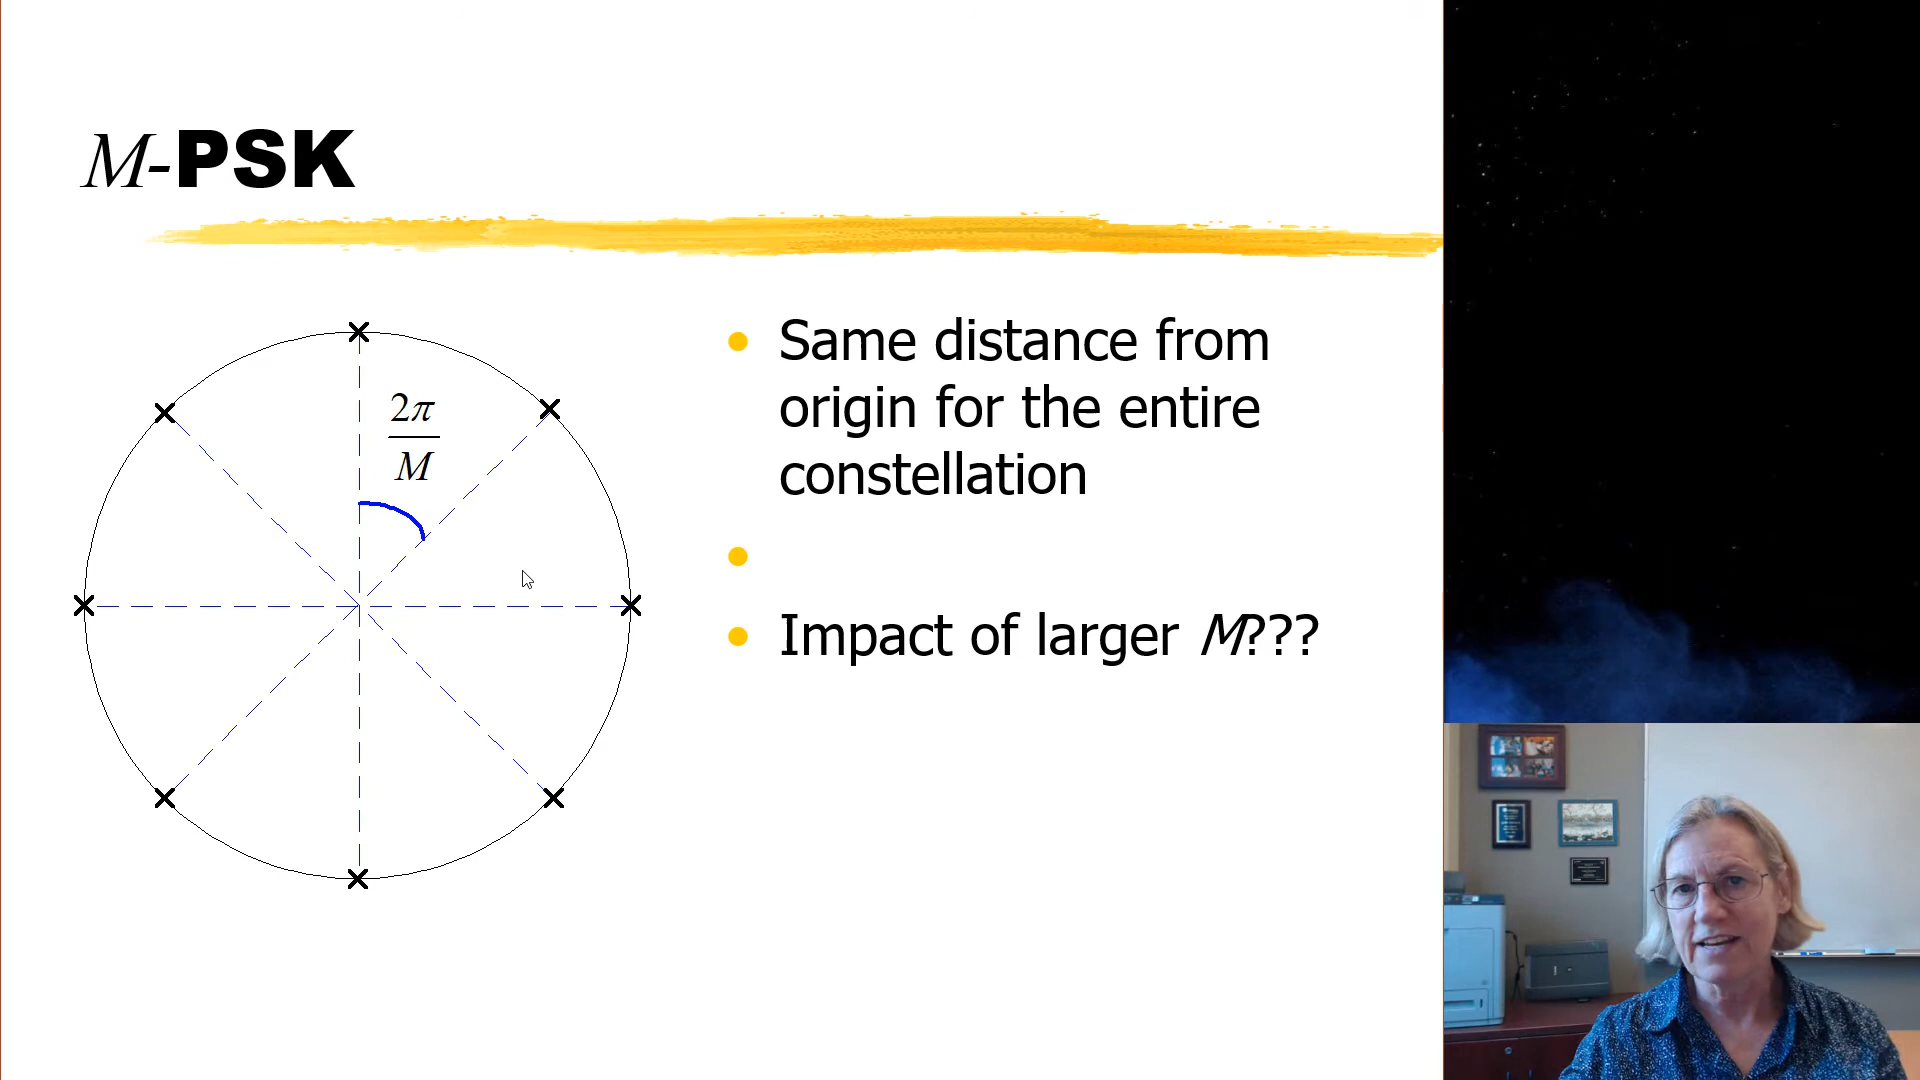 M-PSK
2π
M
• Same distance from
origin for the entire
constellation
•
• Impact of larger M???